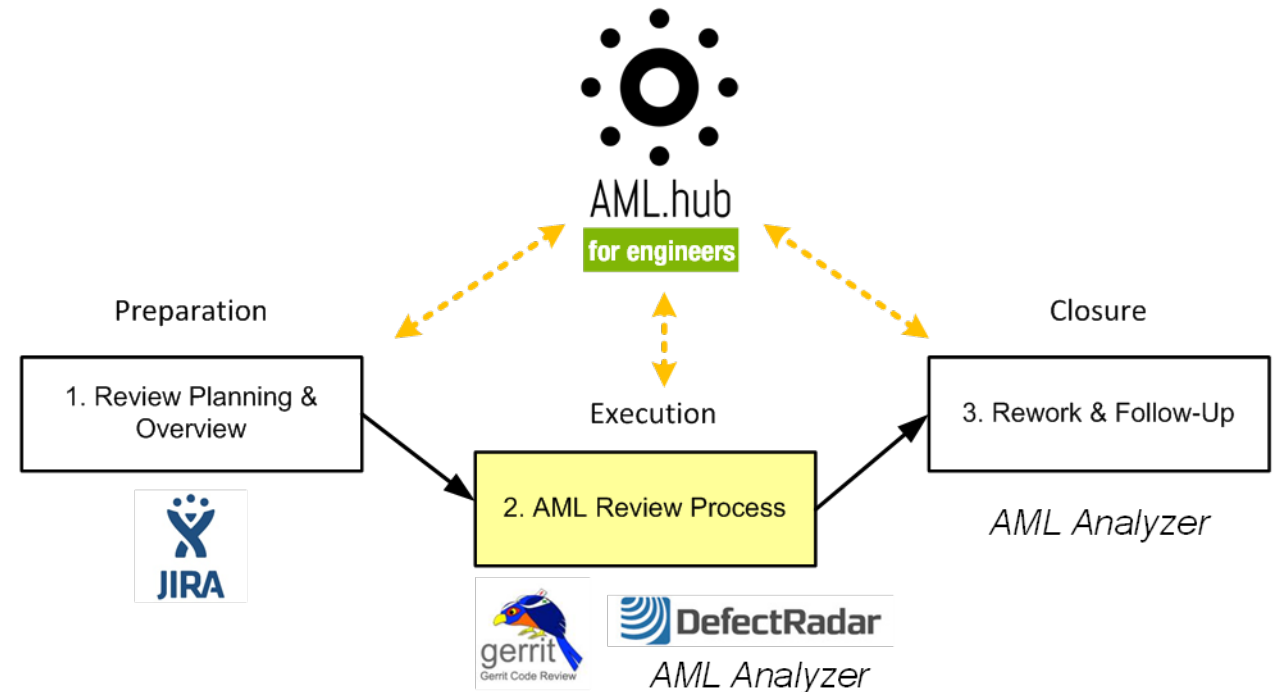 AML.hub
for engineers
Preparation
Closure
1. Review Planning &
Overview
Execution
3. Rework & Follow-Up
2. AML Review Process
JIRA
AML Analyzer
gerrit
Gerrit Code Review
DefectRadar
AML Analyzer